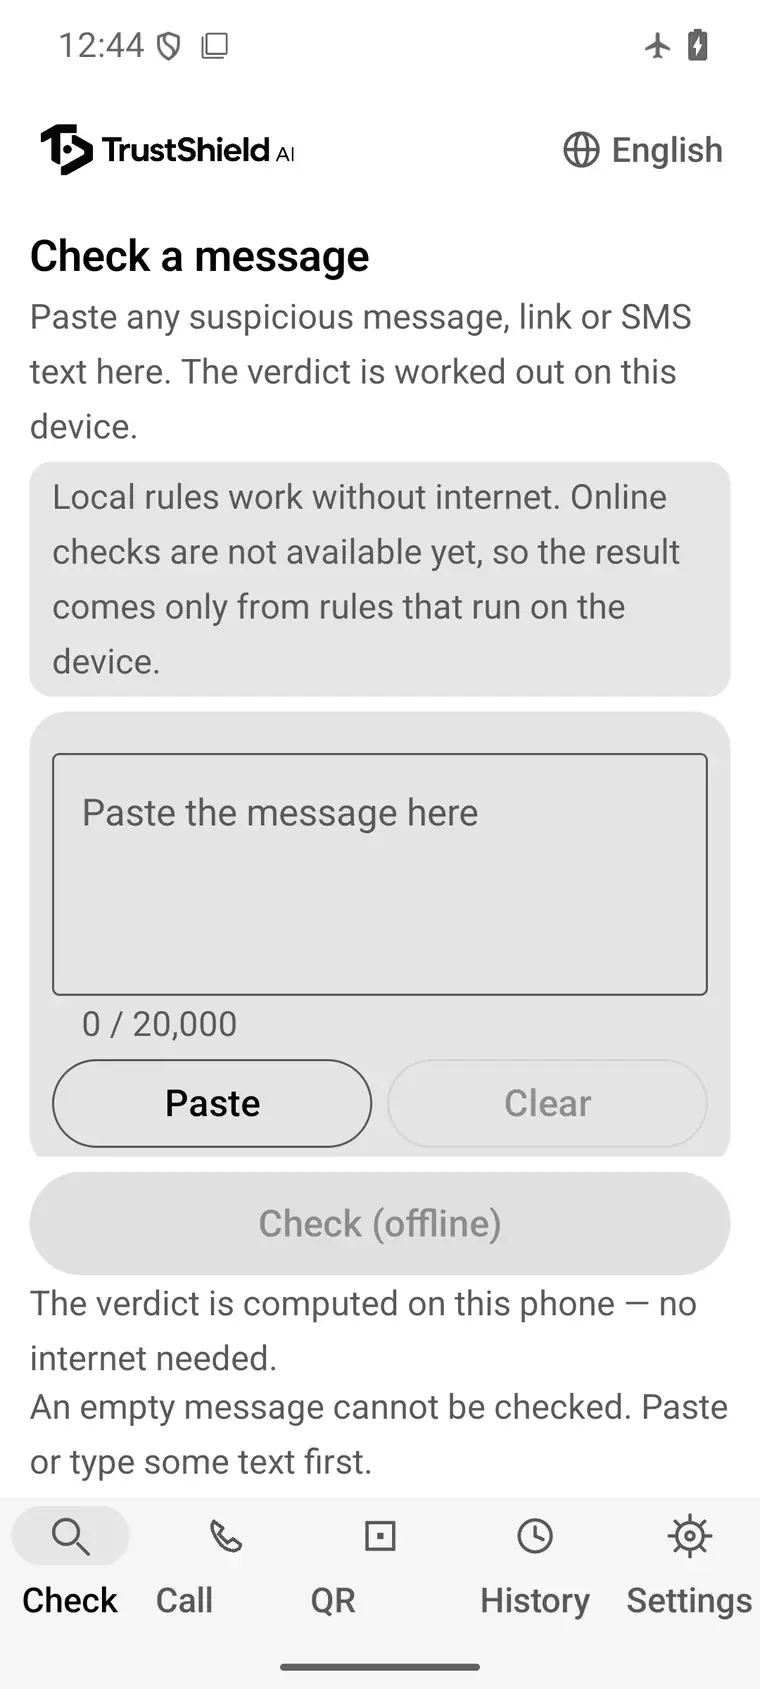 12:44
TrustShield AI
English
Check a message
Paste any suspicious message, link or SMS
text here. The verdict is worked out on this
device.
Local rules work without internet. Online
checks are not available yet, so the result
comes only from rules that run on the
device.
Paste the message here
0 / 20,000
Paste
Clear
Check (offline)
The verdict is computed on this phone — no
internet needed.
An empty message cannot be checked. Paste
or type some text first.
Check
Call
QR
History
Settings